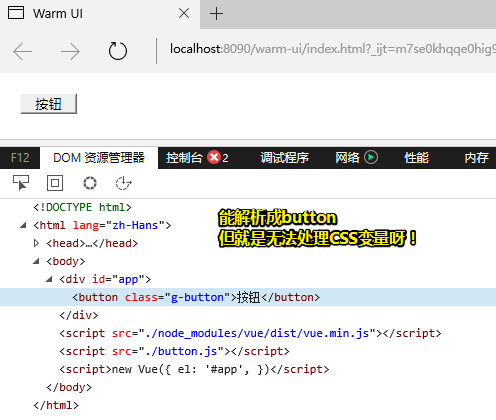 Warm UI
localhost:8090/warm-ui/index.html?_ijt=m7se0khqqe0hig9
按钮
F12 DOM 资源管理器 控制台 2 调试程序 网络 性能 内存
<!DOCTYPE html>
<html lang="zh-Hans">
<head>…</head>
<body>
<div id="app">
<button class="g-button">按钮</button>
</div>
<script src="./node_modules/vue/dist/vue.min.js"></script>
<script src="./button.js"></script>
<script>new Vue({ el: '#app', })</script>
</body>
</html>
能解析成button
但就是无法处理CSS变量呀！